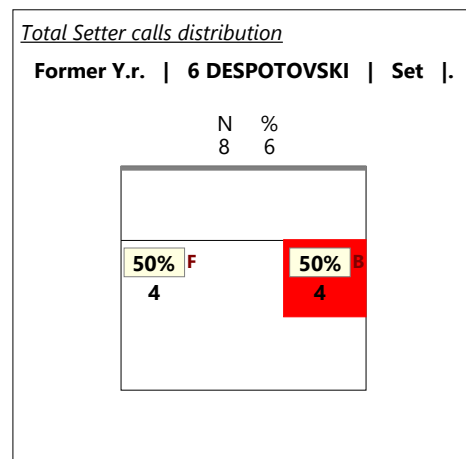 Total Setter calls distribution
Former Y.r. | 6 DESPOTOVSKI | Set |.
N %
8 6
50% F 50% B
4 4